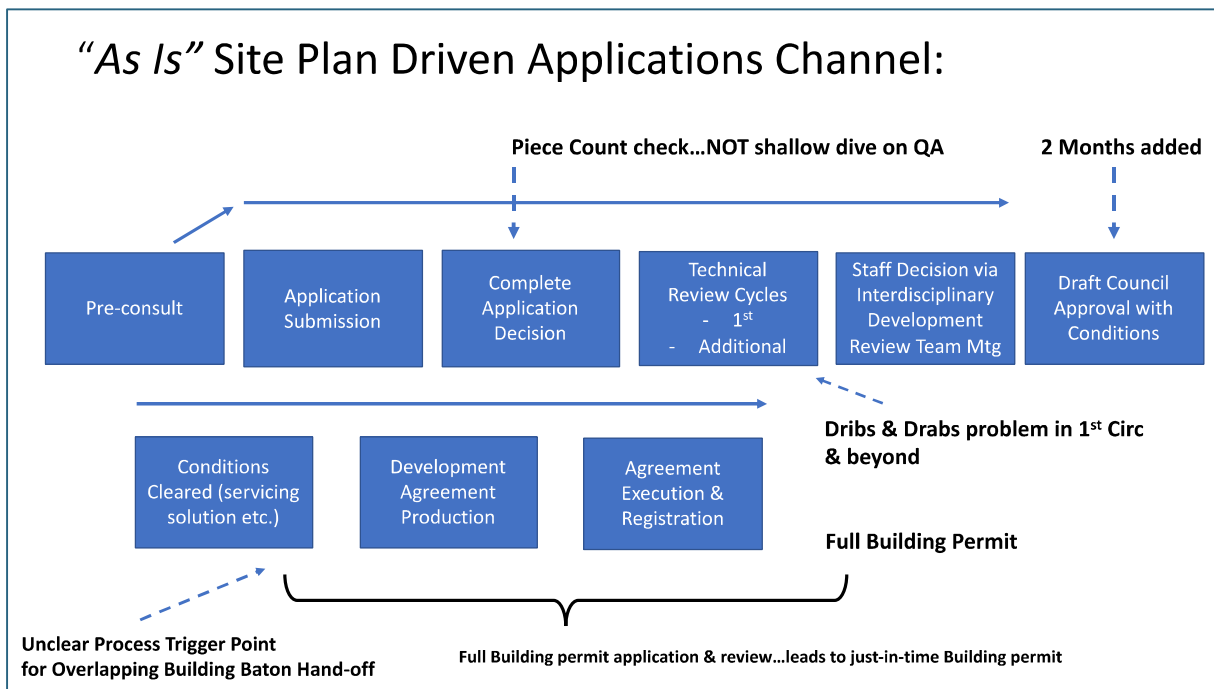 “As Is” Site Plan Driven Applications Channel:
Piece Count check…NOT shallow dive on QA
2 Months added
Pre-consult
Application
Submission
Complete
Application
Decision
Technical
Review Cycles
- 1st
- Additional
Staff Decision via
Interdisciplinary
Development
Review Team Mtg
Draft Council
Approval with
Conditions
Dribs & Drabs problem in 1st Circ
& beyond
Conditions
Cleared (servicing
solution etc.)
Development
Agreement
Production
Agreement
Execution &
Registration
Full Building Permit
Unclear Process Trigger Point
for Overlapping Building Baton Hand-off
Full Building permit application & review…leads to just-in-time Building permit